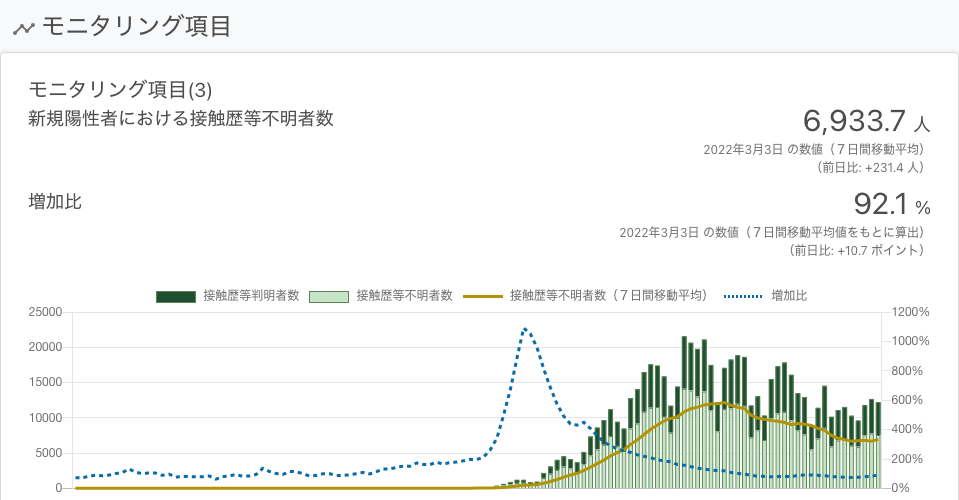 モニタリング項目
モニタリング項目(3)
新規陽性者における接触歴等不明者数
6,933.7 人
2022年3月3日 の数値（７日間移動平均）
（前日比: +231.4 人）
増加比
92.1 %
2022年3月3日 の数値（７日間移動平均値をもとに算出）
（前日比: +10.7 ポイント）
接触歴等判明者数 接触歴等不明者数 接触歴等不明者数（７日間移動平均） 増加比
25000 1200%
20000 1000%
15000 800%
10000 600%
5000 400%
0 200%
0%